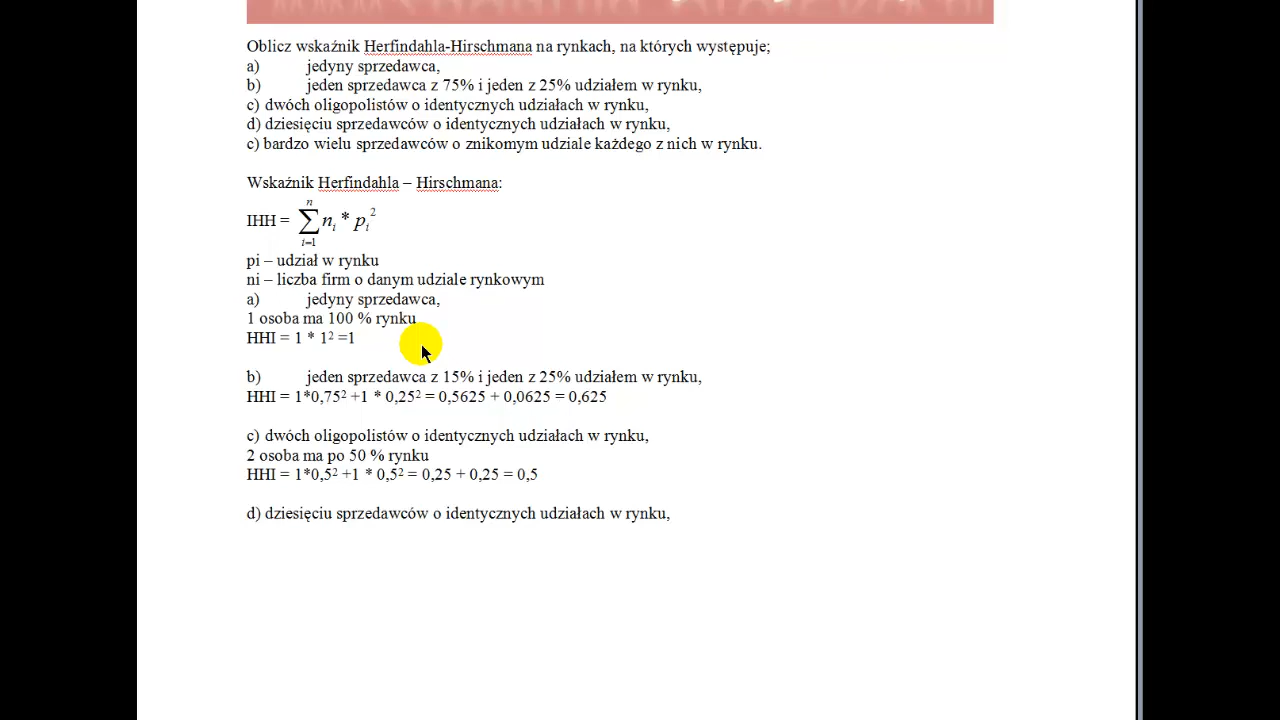 Oblicz wskaźnik Herfindahla-Hirschmana na rynkach, na których występuje;
a) jedyny sprzedawca,
b) jeden sprzedawca z 75% i jeden z 25% udziałem w rynku,
c) dwóch oligopolistów o identycznych udziałach w rynku,
d) dziesięciu sprzedawców o identycznych udziałach w rynku,
c) bardzo wielu sprzedawców o znikomym udziale każdego z nich w rynku.
Wskaźnik Herfindahla – Hirschmana:
IHH = \sum_{i=1}^{n} n_i * p_i^2
pi – udział w rynku
ni – liczba firm o danym udziale rynkowym
a) jedyny sprzedawca,
1 osoba ma 100 % rynku
HHI = 1 * 1² =1
b) jeden sprzedawca z 15% i jeden z 25% udziałem w rynku,
HHI = 1*0,75² +1 * 0,25² = 0,5625 + 0,0625 = 0,625
c) dwóch oligopolistów o identycznych udziałach w rynku,
2 osoba ma po 50 % rynku
HHI = 1*0,5² +1 * 0,5² = 0,25 + 0,25 = 0,5
d) dziesięciu sprzedawców o identycznych udziałach w rynku,